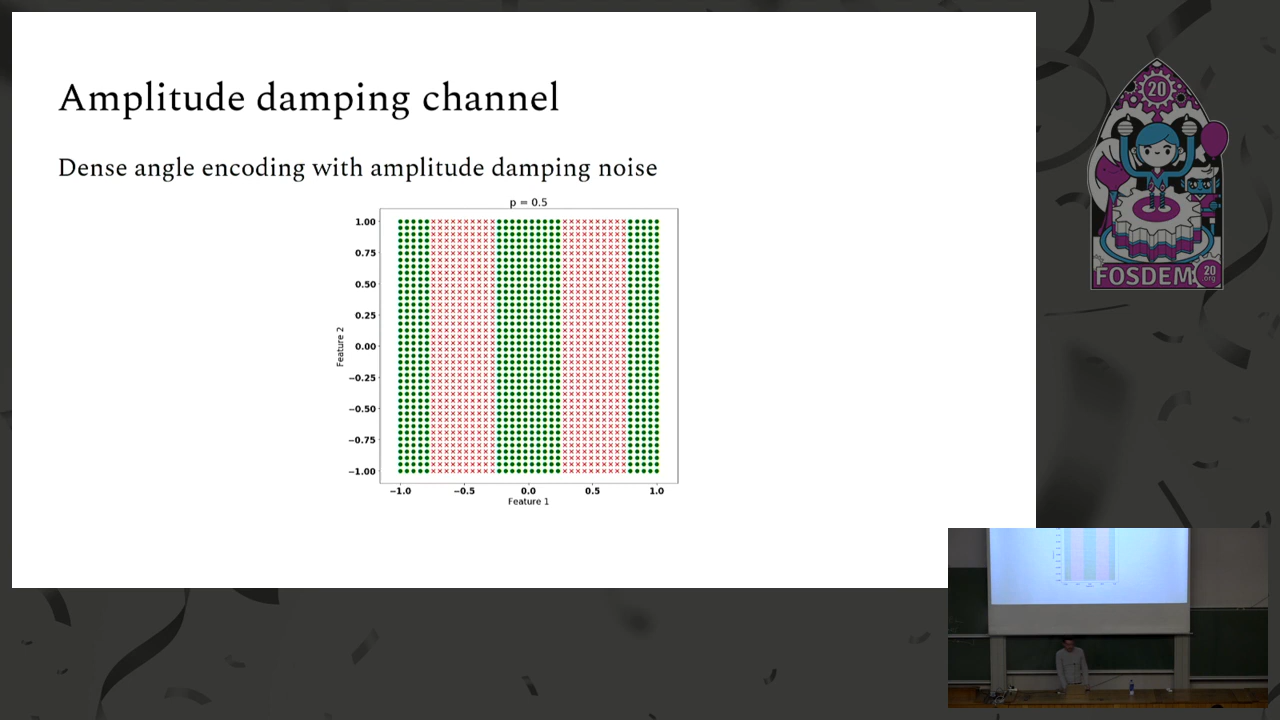 Amplitude damping channel
Dense angle encoding with amplitude damping noise
p = 0.5
1.00
0.75
0.50
0.25
0.00
−0.25
−0.50
−0.75
−1.00
Feature 2
−1.0 −0.5 0.0 0.5 1.0
Feature 1
20
FOSDEM
20
.org